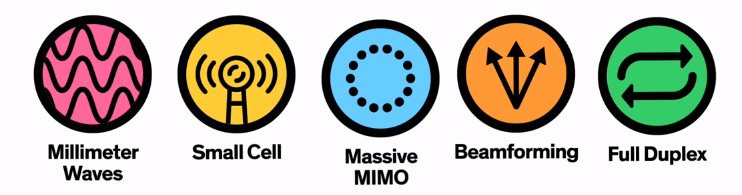 Millimeter
Waves
Small Cell
Massive
MIMO
Beamforming
Full Duplex